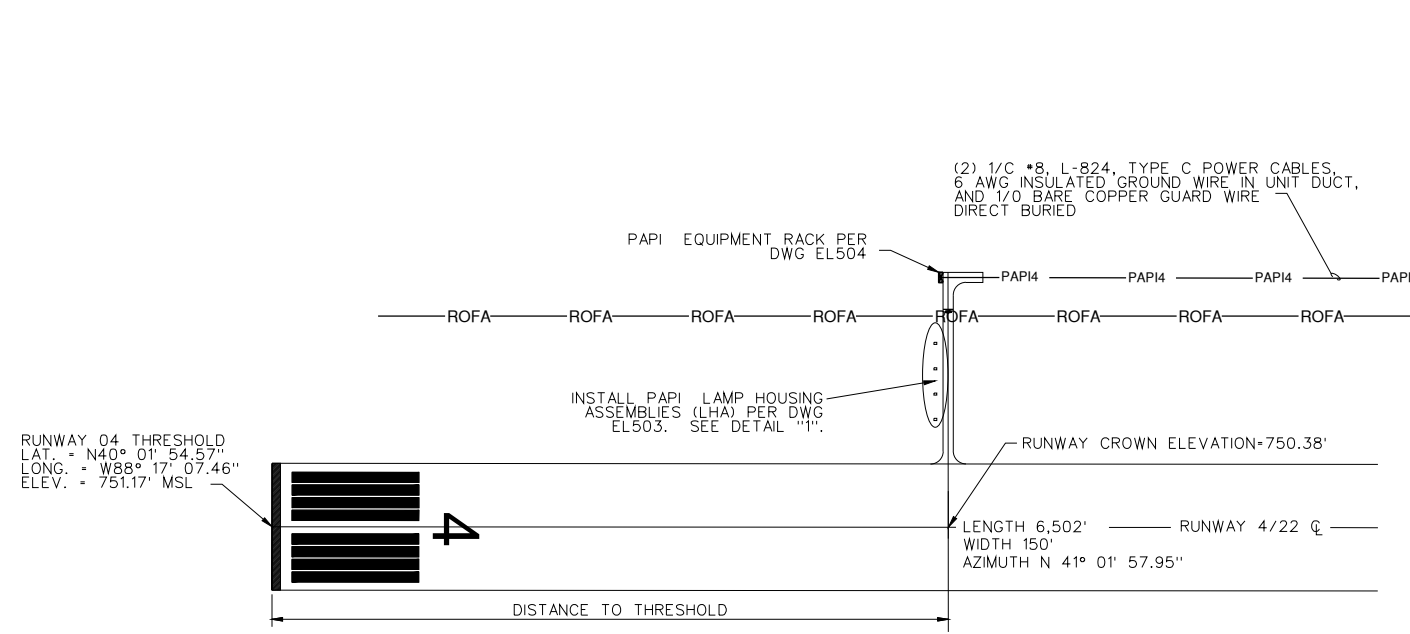 (2) 1/C #8, L-824, TYPE C POWER CABLES,
6 AWG INSULATED GROUND WIRE IN UNIT DUCT,
AND 1/0 BARE COPPER GUARD WIRE
DIRECT BURIED
PAPI EQUIPMENT RACK PER
DWG EL504
PAPI4 PAPI4 PAPI4 PAPI
ROFA ROFA ROFA ROFA ROFA ROFA ROFA ROFA
INSTALL PAPI LAMP HOUSING
ASSEMBLIES (LHA) PER DWG
EL503. SEE DETAIL "1".
RUNWAY 04 THRESHOLD
LAT. = N40° 01' 54.57"
LONG. = W88° 17' 07.46"
ELEV. = 751.17' MSL
RUNWAY CROWN ELEVATION=750.38'
4
LENGTH 6,502'
WIDTH 150'
AZIMUTH N 41° 01' 57.95"
RUNWAY 4/22 ℄
DISTANCE TO THRESHOLD